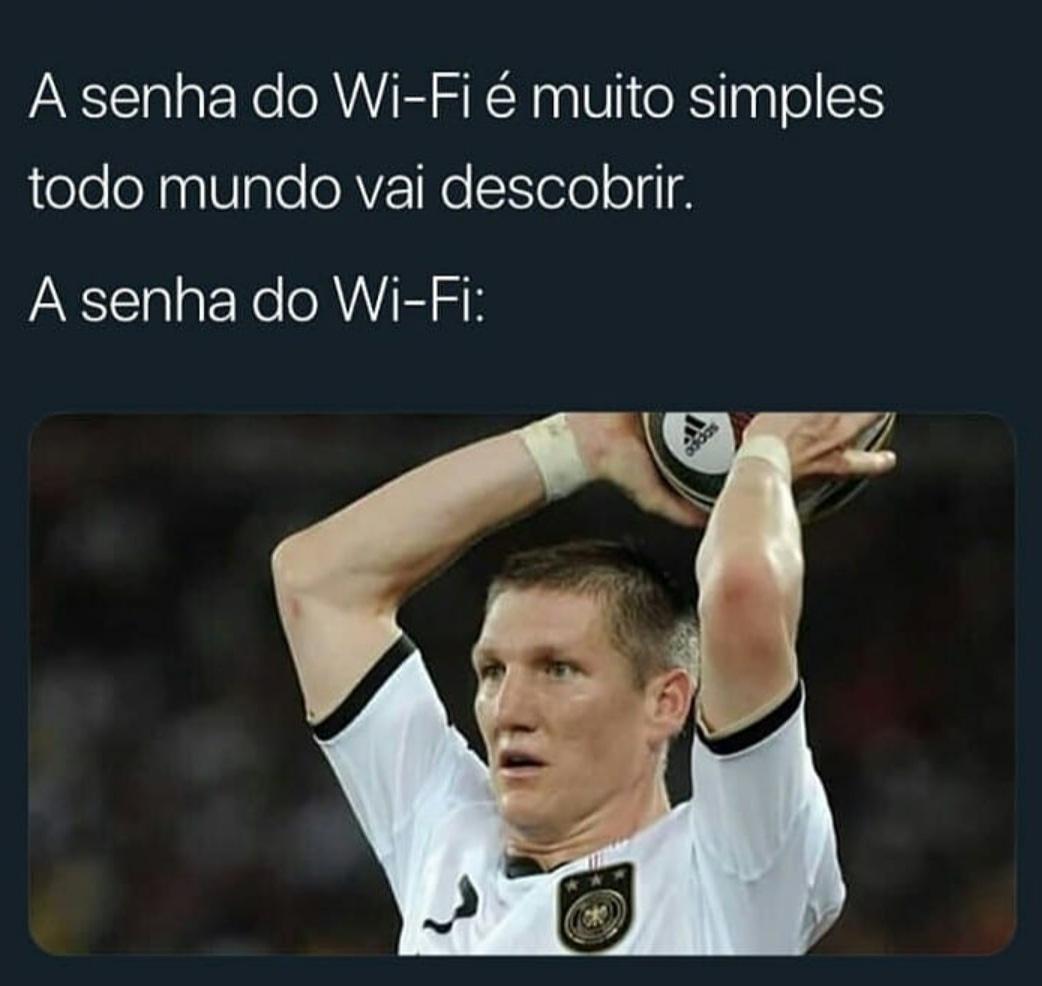 A senha do Wi-Fi é muito simples
todo mundo vai descobrir.
A senha do Wi-Fi:
adidas